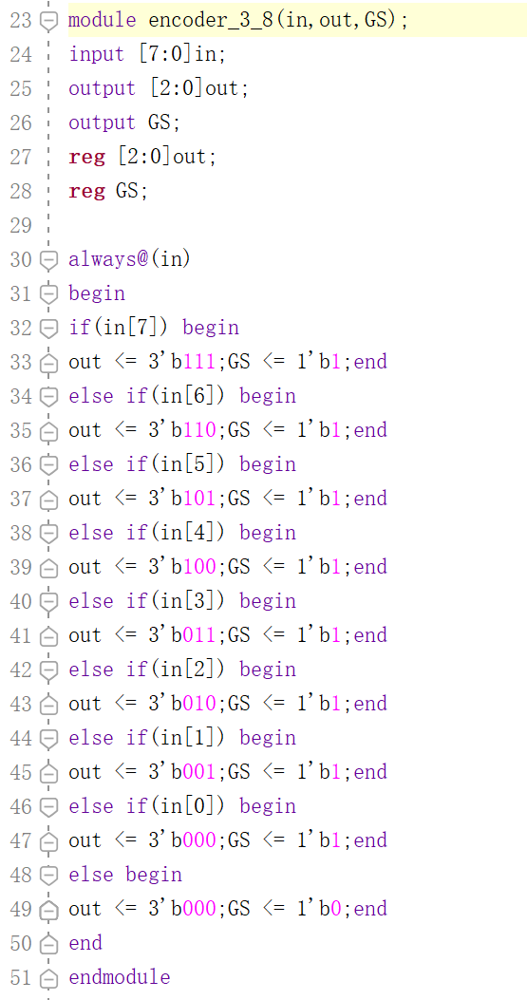 23 module encoder_3_8(in,out,GS);
24 input [7:0]in;
25 output [2:0]out;
26 output GS;
27 reg [2:0]out;
28 reg GS;
29
30 always@(in)
31 begin
32 if(in[7]) begin
33 out <= 3'b111;GS <= 1'b1;end
34 else if(in[6]) begin
35 out <= 3'b110;GS <= 1'b1;end
36 else if(in[5]) begin
37 out <= 3'b101;GS <= 1'b1;end
38 else if(in[4]) begin
39 out <= 3'b100;GS <= 1'b1;end
40 else if(in[3]) begin
41 out <= 3'b011;GS <= 1'b1;end
42 else if(in[2]) begin
43 out <= 3'b010;GS <= 1'b1;end
44 else if(in[1]) begin
45 out <= 3'b001;GS <= 1'b1;end
46 else if(in[0]) begin
47 out <= 3'b000;GS <= 1'b1;end
48 else begin
49 out <= 3'b000;GS <= 1'b0;end
50 end
51 endmodule